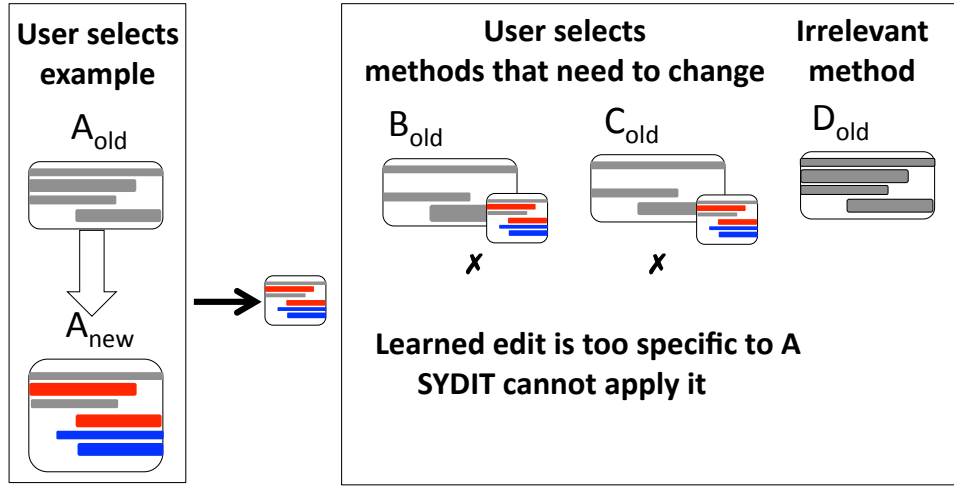 User selects
example
A_old
A_new
User selects
methods that need to change
Irrelevant
method
B_old
C_old
D_old
✗
✗
Learned edit is too specific to A
SYDIT cannot apply it